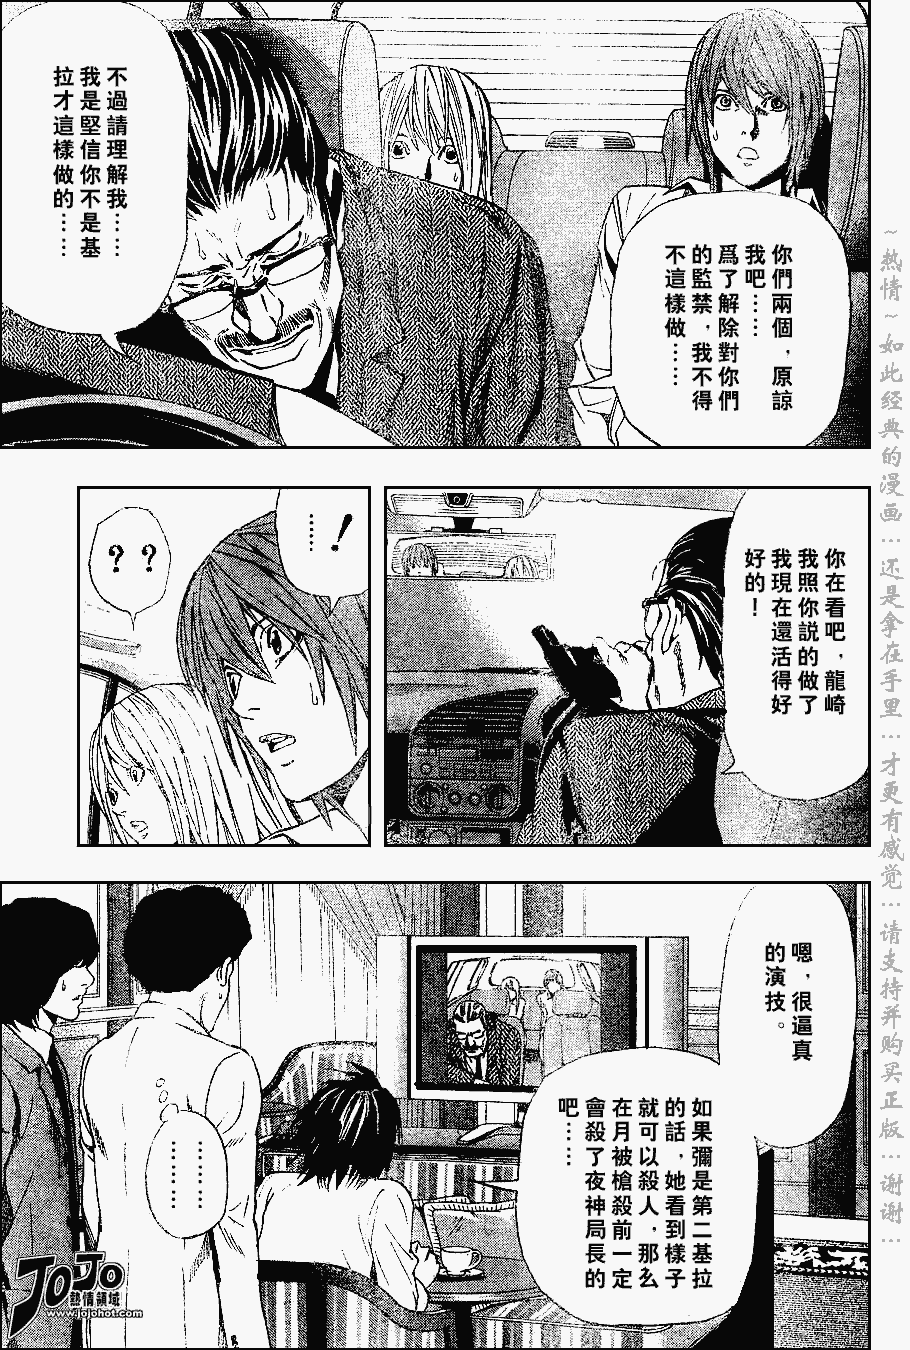 你們兩個，原諒
我吧……
爲了解除對你們
的監禁，我不得
不這樣做……
不過請理解我……
我是堅信你不是基
拉才這樣做的……
你在看吧，龍崎
我照你說的做了
我現在還活得好
好的！
……！
？？
嗯，很逼真
的演技。
如果彌是第二基拉
的話，她看到樣子
就可以殺人，那么
在月被槍殺前一定
會殺了夜神局長的
吧……
………
………
~热情~如此经典的漫画…还是拿在手里…才更有感觉…请支持并购买正版…谢谢…
JOJO
熱情領域
www.jojohot.com